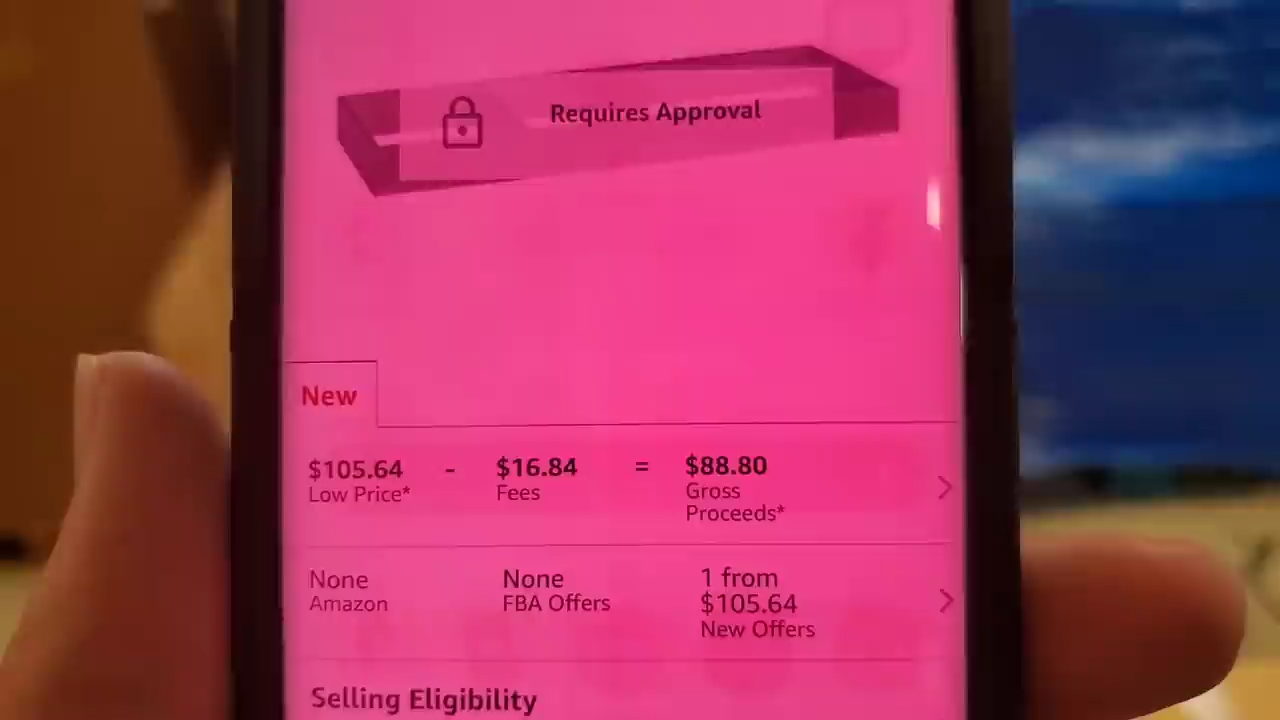 Requires Approval
New
$105.64 - $16.84 = $88.80
Low Price* Fees Gross
Proceeds*
None None 1 from
Amazon FBA Offers $105.64
New Offers
Selling Eligibility